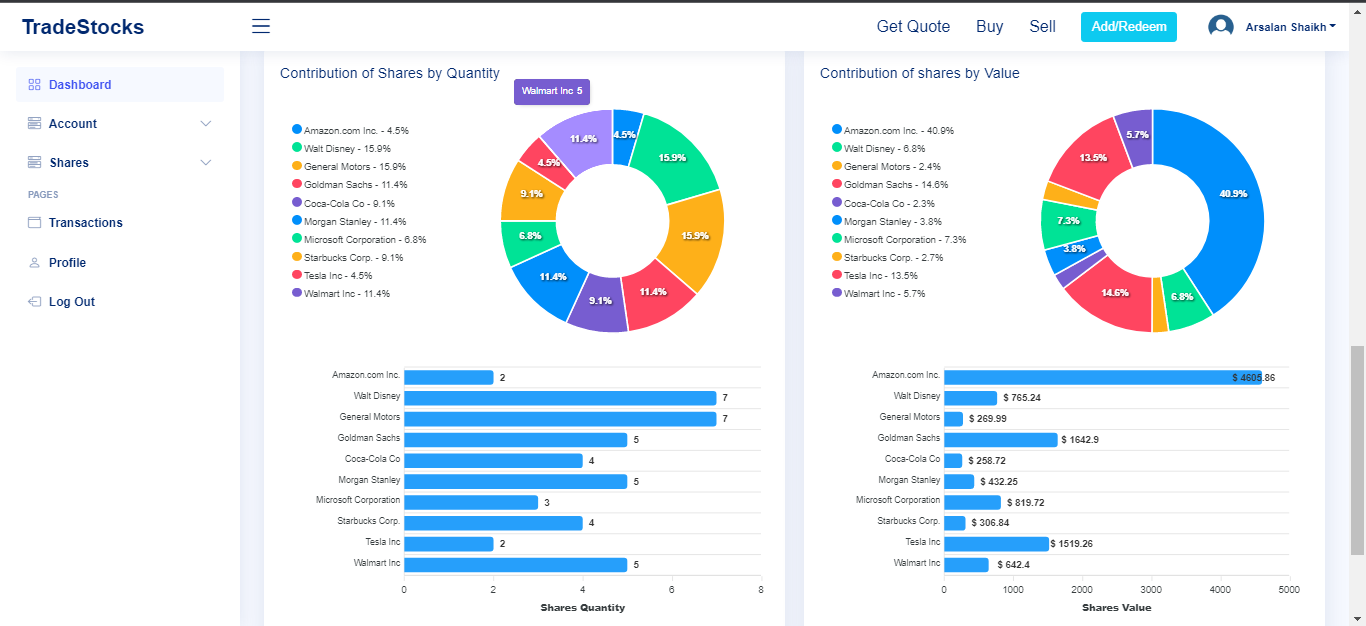 TradeStocks
Get Quote
Buy
Sell
Add/Redeem
Arsalan Shaikh
Dashboard
Account
Shares
PAGES
Transactions
Profile
Log Out
Contribution of Shares by Quantity
Walmart Inc 5
Amazon.com Inc. - 4.5%
Walt Disney - 15.9%
General Motors - 15.9%
Goldman Sachs - 11.4%
Coca-Cola Co - 9.1%
Morgan Stanley - 11.4%
Microsoft Corporation - 6.8%
Starbucks Corp. - 9.1%
Tesla Inc - 4.5%
Walmart Inc - 11.4%
4.5%
15.9%
15.9%
11.4%
9.1%
11.4%
6.8%
9.1%
4.5%
11.4%
Amazon.com Inc. 2
Walt Disney 7
General Motors 7
Goldman Sachs 5
Coca-Cola Co 4
Morgan Stanley 5
Microsoft Corporation 3
Starbucks Corp. 4
Tesla Inc 2
Walmart Inc 5
0 2 4 6 8
Shares Quantity
Contribution of shares by Value
Amazon.com Inc. - 40.9%
Walt Disney - 6.8%
General Motors - 2.4%
Goldman Sachs - 14.6%
Coca-Cola Co - 2.3%
Morgan Stanley - 3.8%
Microsoft Corporation - 7.3%
Starbucks Corp. - 2.7%
Tesla Inc - 13.5%
Walmart Inc - 5.7%
40.9%
6.8%
14.6%
3.8%
7.3%
13.5%
5.7%
Amazon.com Inc. $ 4605.86
Walt Disney $ 765.24
General Motors $ 269.99
Goldman Sachs $ 1642.9
Coca-Cola Co $ 258.72
Morgan Stanley $ 432.25
Microsoft Corporation $ 819.72
Starbucks Corp. $ 306.84
Tesla Inc $ 1519.26
Walmart Inc $ 642.4
0 1000 2000 3000 4000 5000
Shares Value